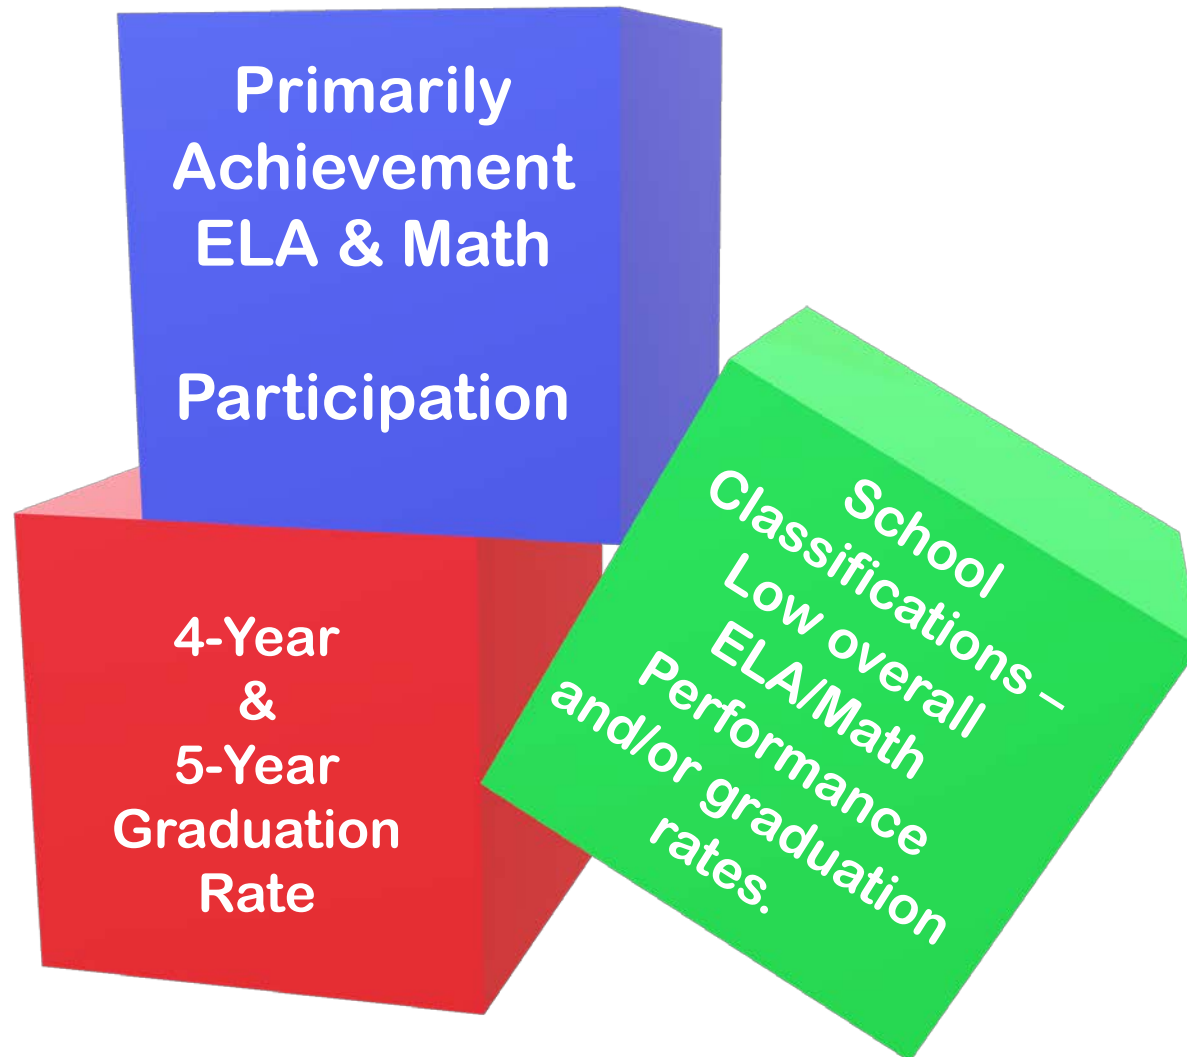 Primarily
Achievement
ELA & Math
Participation
4-Year
&
5-Year
Graduation
Rate
School
Classifications –
Low overall
ELA/Math
Performance
and/or graduation
rates.